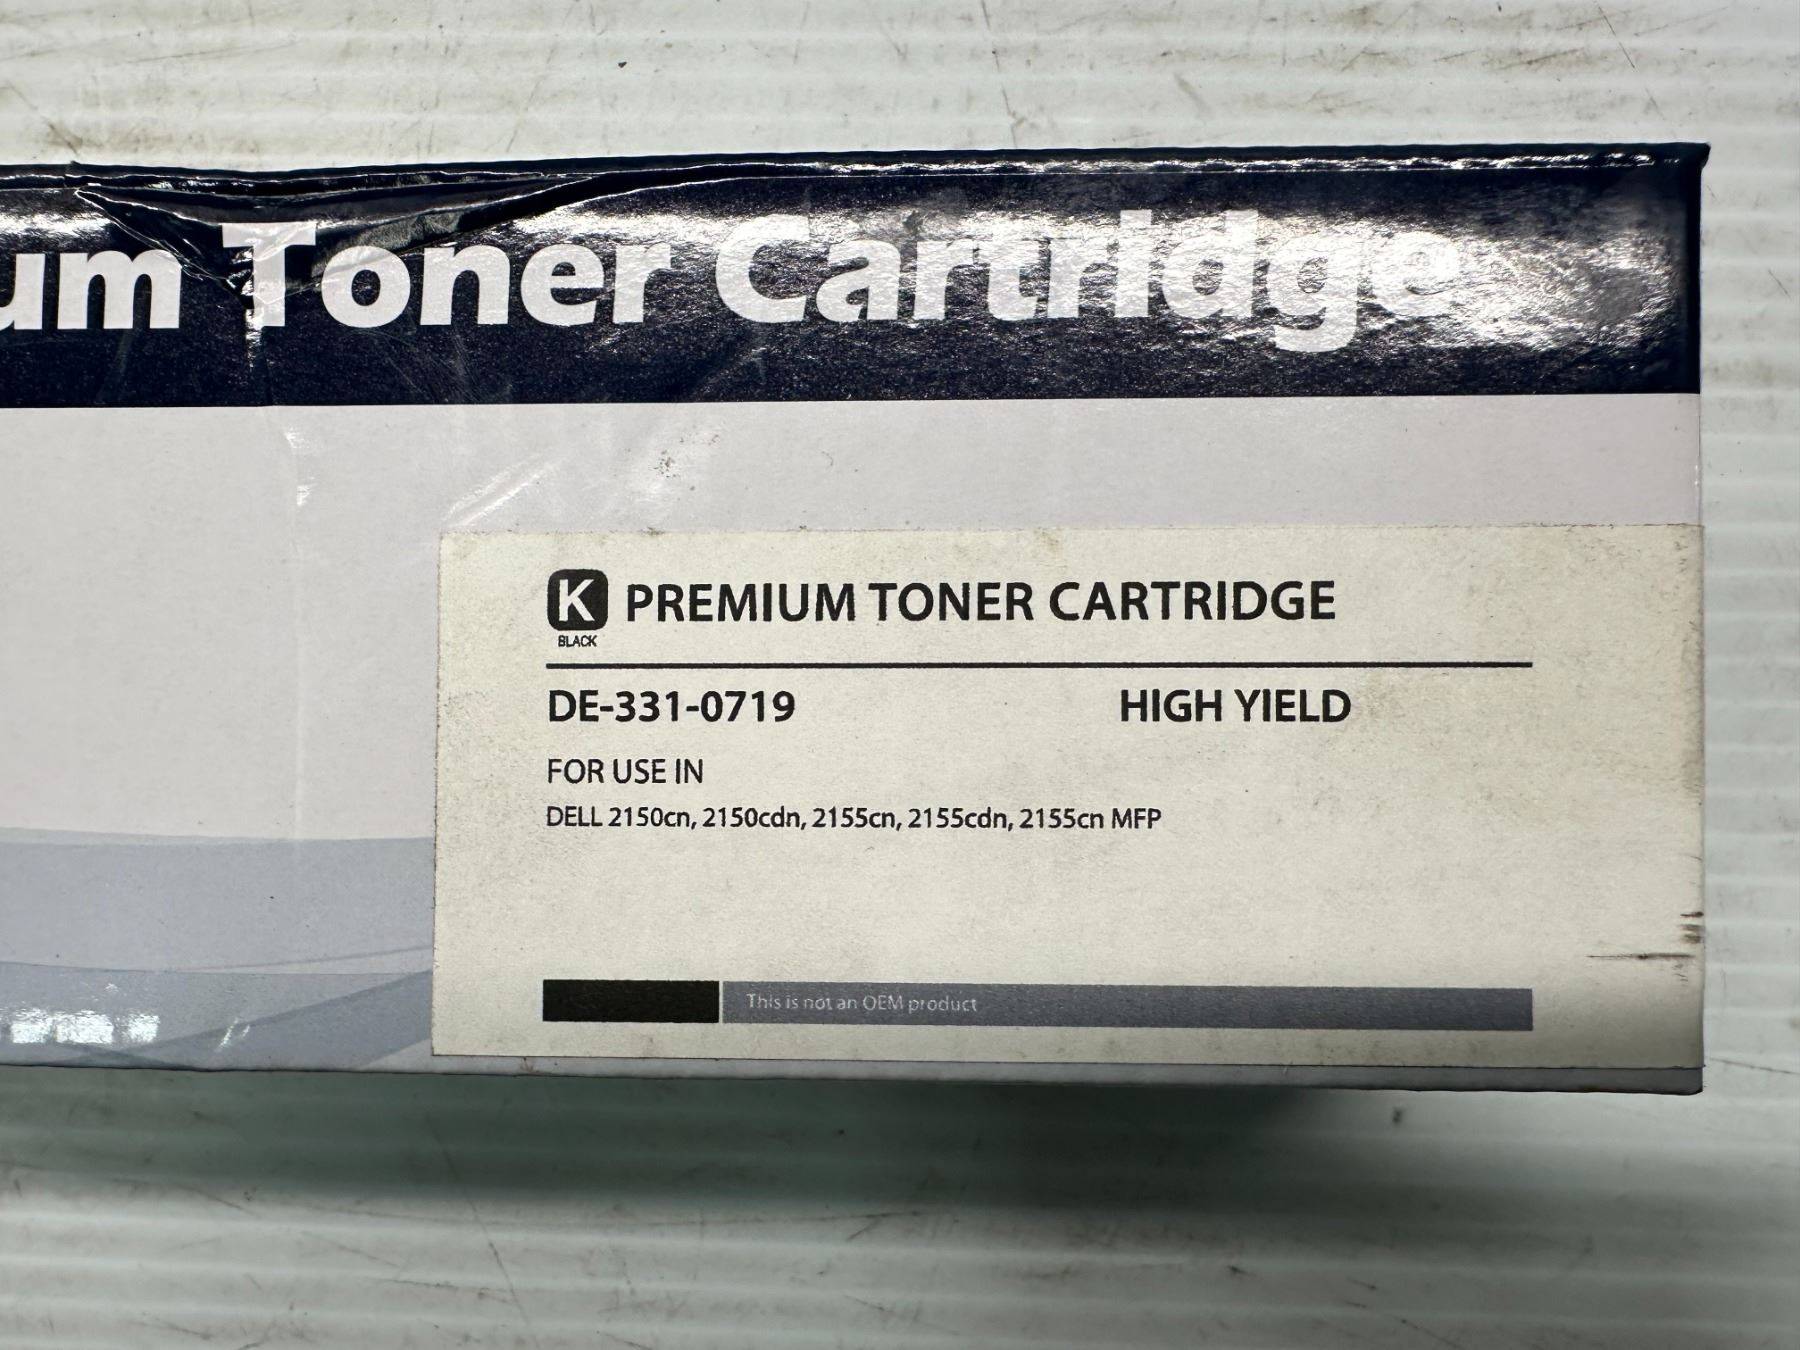 um Toner Cartridge
K PREMIUM TONER CARTRIDGE
BLACK
DE-331-0719 HIGH YIELD
FOR USE IN
DELL 2150cn, 2150cdn, 2155cn, 2155cdn, 2155cn MFP
This is not an OEM product